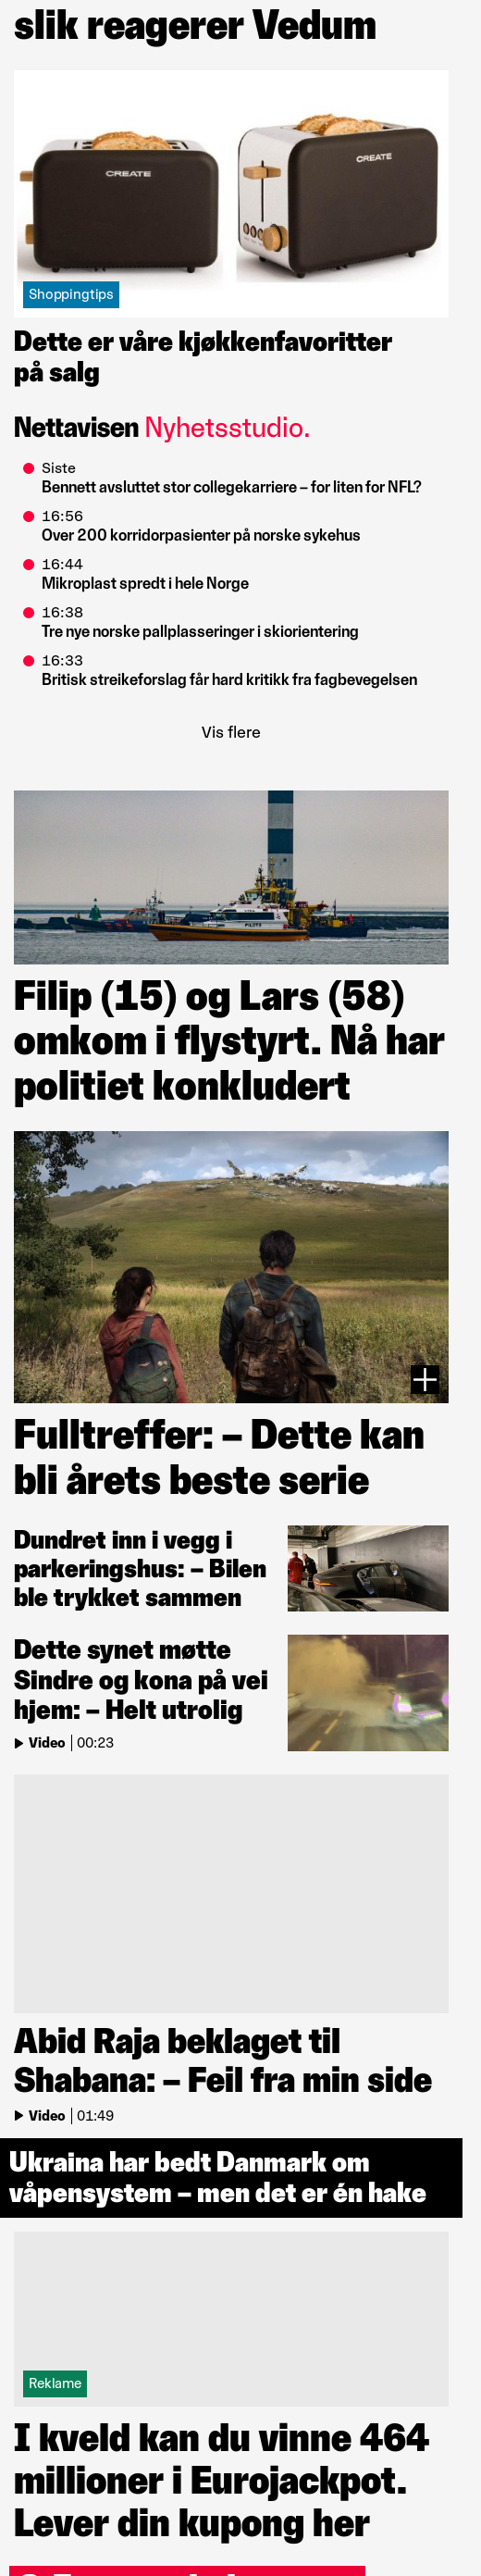 slik reagerer Vedum
CREATE
CREATE
Shoppingtips
Dette er våre kjøkkenfavoritter
på salg
Nettavisen Nyhetsstudio.
Siste
Bennett avsluttet stor collegekarriere – for liten for NFL?
16:56
Over 200 korridorpasienter på norske sykehus
16:44
Mikroplast spredt i hele Norge
16:38
Tre nye norske pallplasseringer i skiorientering
16:33
Britisk streikeforslag får hard kritikk fra fagbevegelsen
Vis flere
PILOTS
Filip (15) og Lars (58)
omkom i flystyrt. Nå har
politiet konkludert
Fulltreffer: – Dette kan
bli årets beste serie
Dundret inn i vegg i
parkeringshus: – Bilen
ble trykket sammen
Dette synet møtte
Sindre og kona på vei
hjem: – Helt utrolig
Video | 00:23
Abid Raja beklaget til
Shabana: – Feil fra min side
Video | 01:49
Ukraina har bedt Danmark om
våpensystem – men det er én hake
Reklame
I kveld kan du vinne 464
millioner i Eurojackpot.
Lever din kupong her